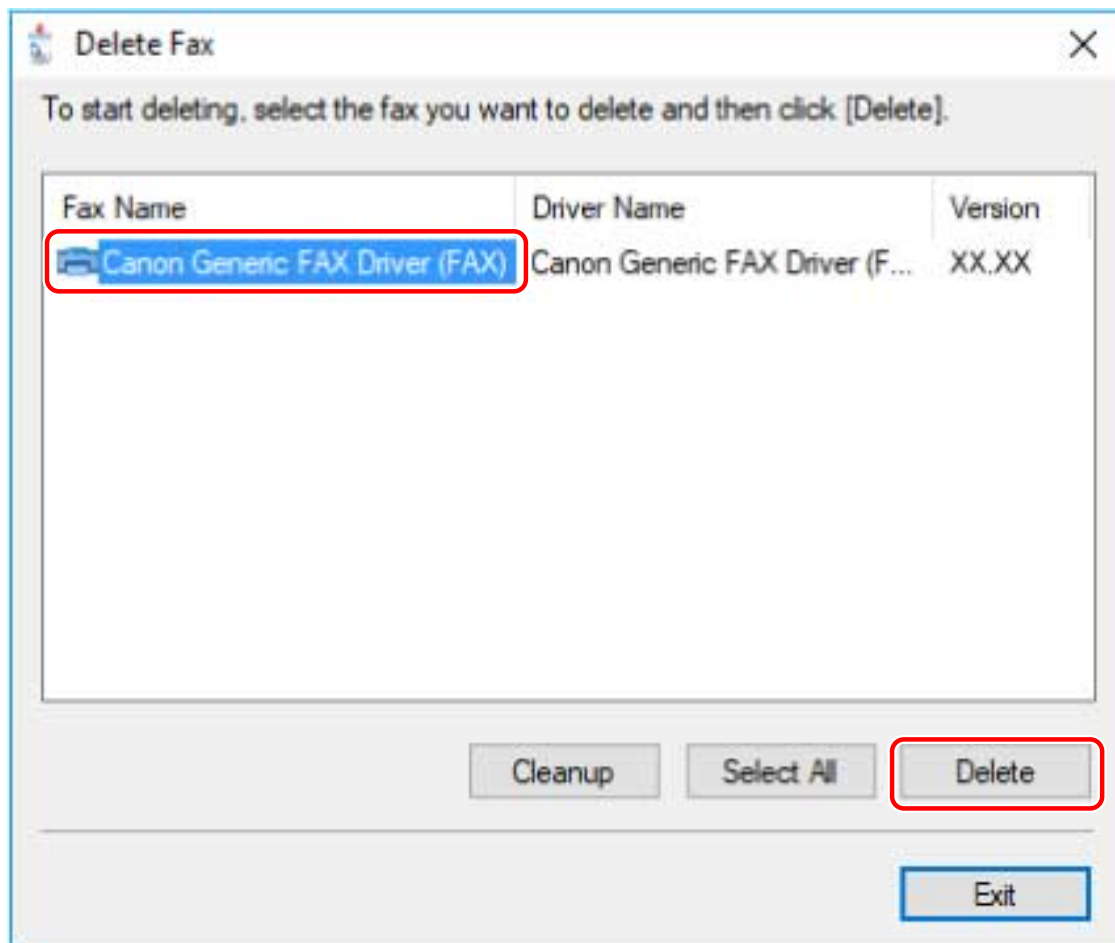 Delete Fax
To start deleting, select the fax you want to delete and then click [Delete].
Fax Name Driver Name Version
Canon Generic FAX Driver (FAX) Canon Generic FAX Driver (F... XX.XX
Cleanup Select All Delete
Exit